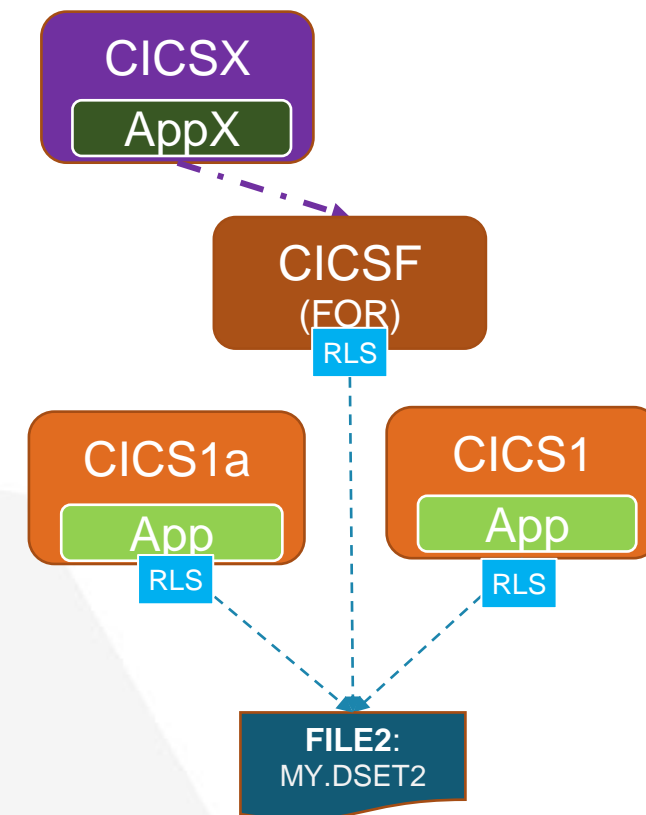 CICSX
AppX
CICSF
(FOR)
RLS
CICS1a
App
RLS
CICS1
App
RLS
FILE2:
MY.DSET2